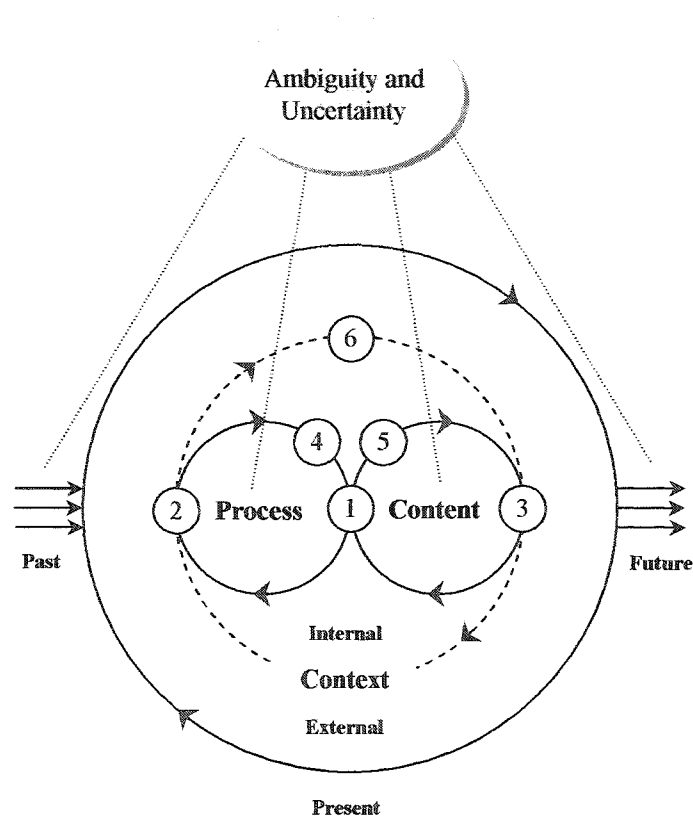 Ambiguity and
Uncertainty
6
4
5
2
Process
1
Content
3
Past
Future
Internal
Context
External
Present